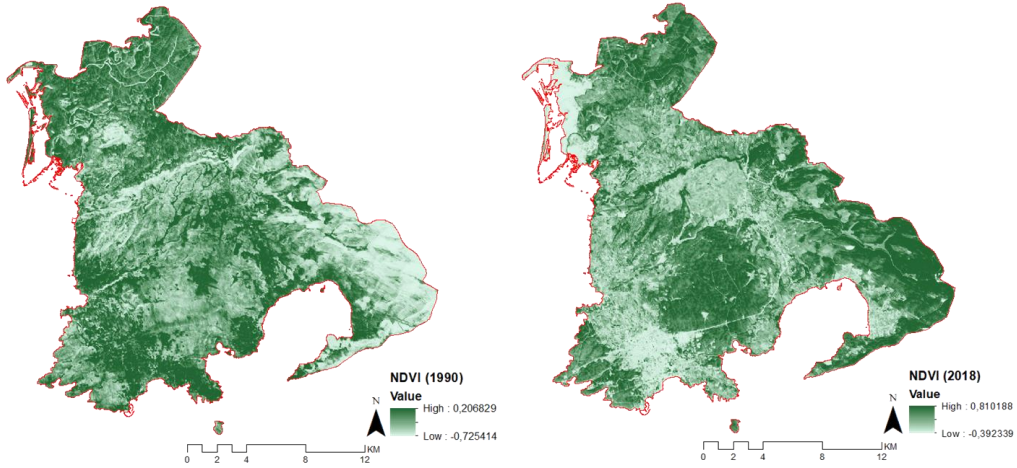 NDVI (1990)
Value
High : 0,206829
Low : -0,725414
N
KM
0 2 4 8 12
NDVI (2018)
Value
High : 0,810188
Low : -0,392339
N
KM
0 2 4 8 12